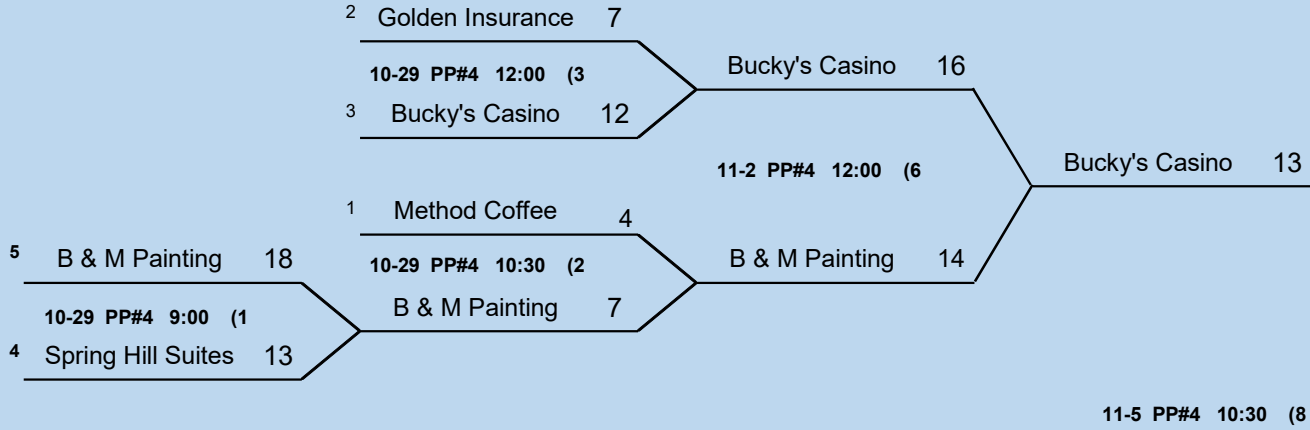 2 Golden Insurance 7
10-29 PP#4 12:00 (3
3 Bucky's Casino 12
Bucky's Casino 16
11-2 PP#4 12:00 (6
Bucky's Casino 13
1 Method Coffee 4
10-29 PP#4 10:30 (2
B & M Painting 7
B & M Painting 14
5 B & M Painting 18
10-29 PP#4 9:00 (1
4 Spring Hill Suites 13
11-5 PP#4 10:30 (8